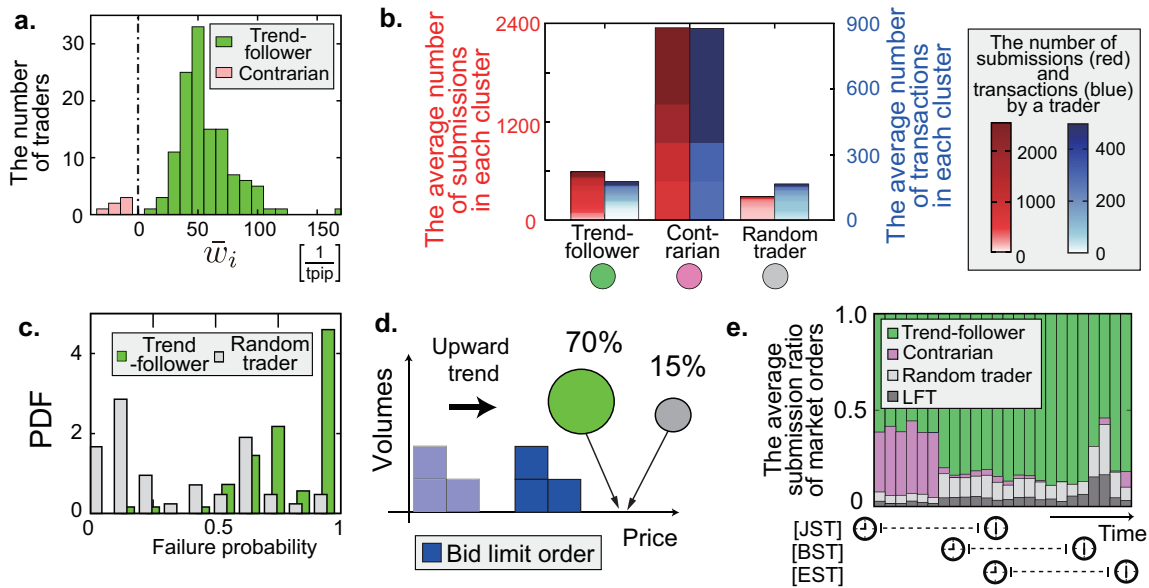 a.
The number
of traders
30
20
10
0
Trend-
follower
Contrarian
0
50
100
150
w̄ᵢ
[1/tpip]
b.
The average number
of submissions
in each cluster
2400
1200
0
Trend-
follower
Cont-
rarian
Random
trader
900
600
300
0
The average number
of transactions
in each cluster
The number of
submissions (red)
and
transactions (blue)
by a trader
2000
1000
0
400
200
0
c.
PDF
4
2
0
Trend
-follower
Random
trader
0
0.5
1
Failure probability
d.
Volumes
Upward
trend
70%
15%
Price
Bid limit order
e.
The average
submission ratio
of market orders
1.0
0.5
0
Trend-follower
Contrarian
Random trader
LFT
Time
[JST]
[BST]
[EST]